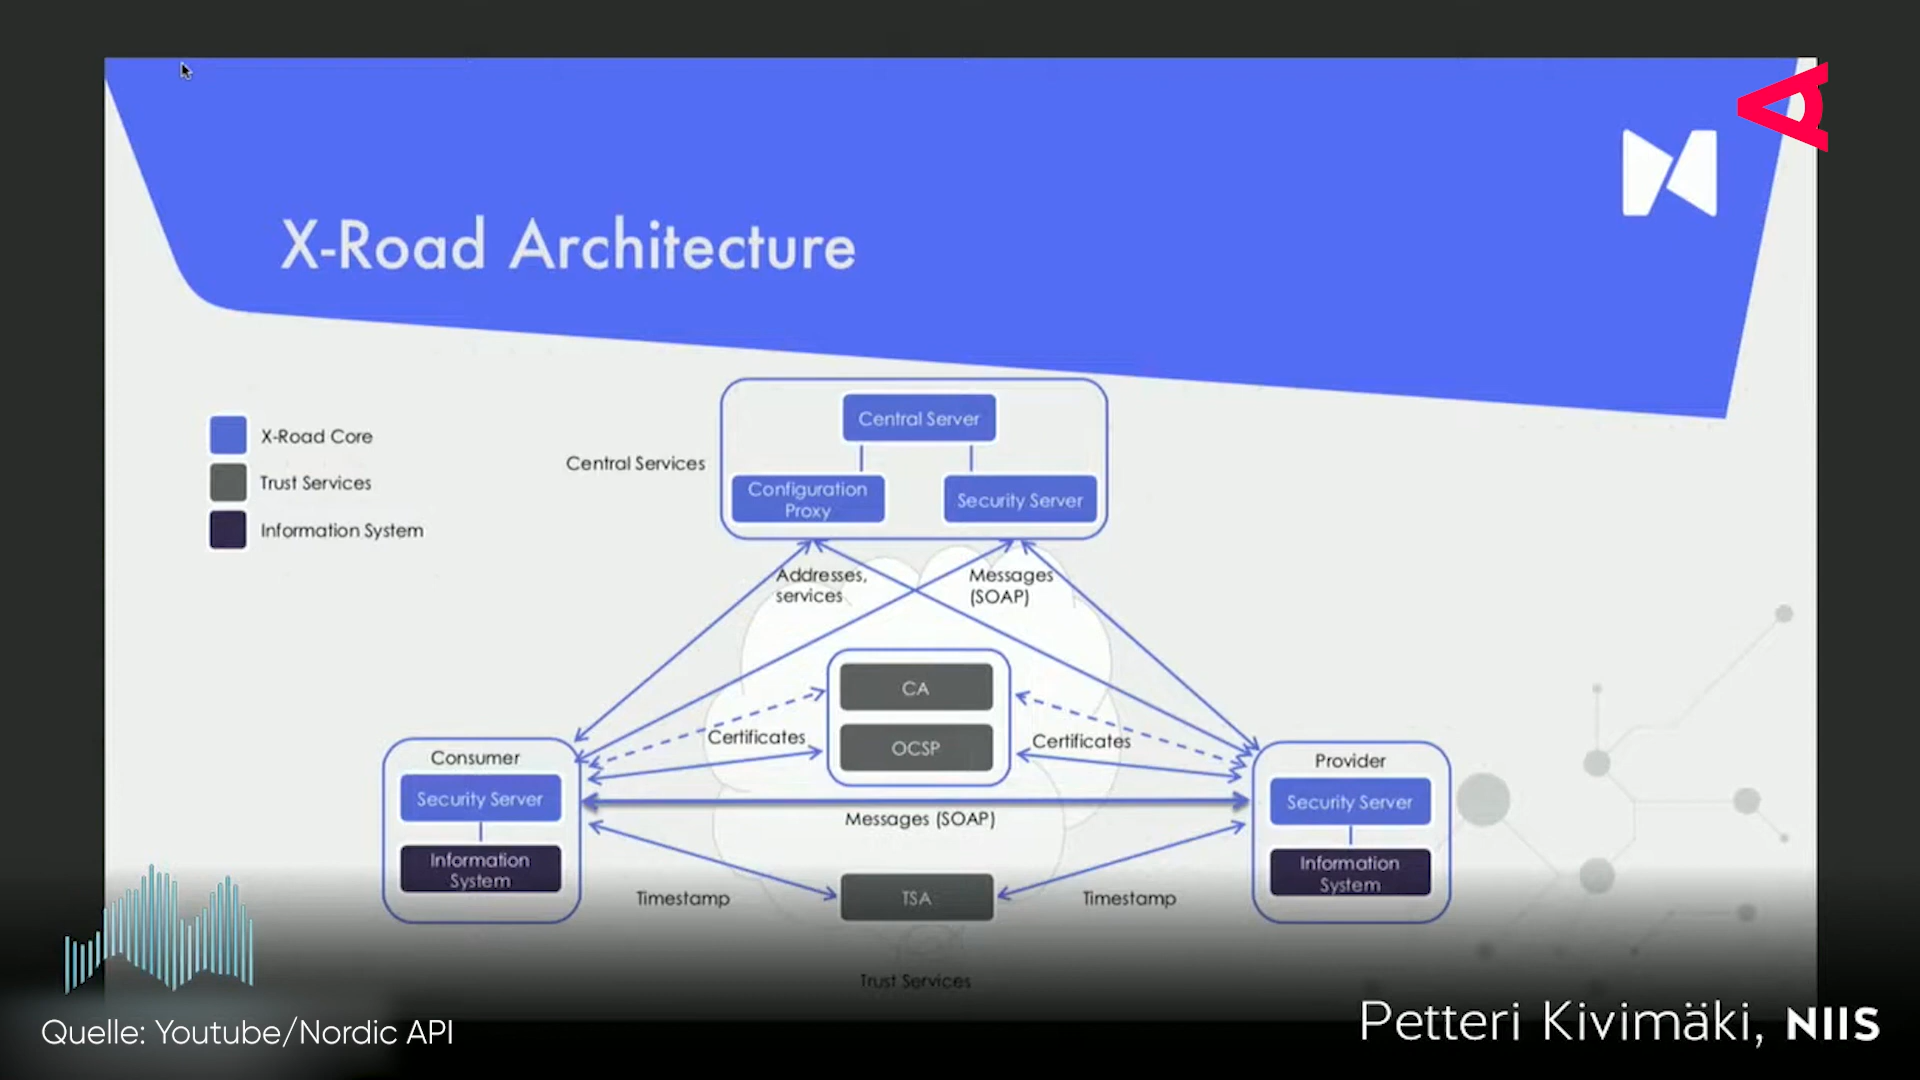 X-Road Architecture
X-Road Core
Trust Services
Information System
Central Services
Central Server
Configuration
Proxy
Security Server
Addresses,
services
Messages
(SOAP)
CA
OCSP
Certificates
Certificates
Consumer
Security Server
Information
System
Provider
Security Server
Information
System
Messages (SOAP)
Timestamp
TSA
Timestamp
Trust Services
Quelle: Youtube/Nordic API
Petteri Kivimäki, NIIS